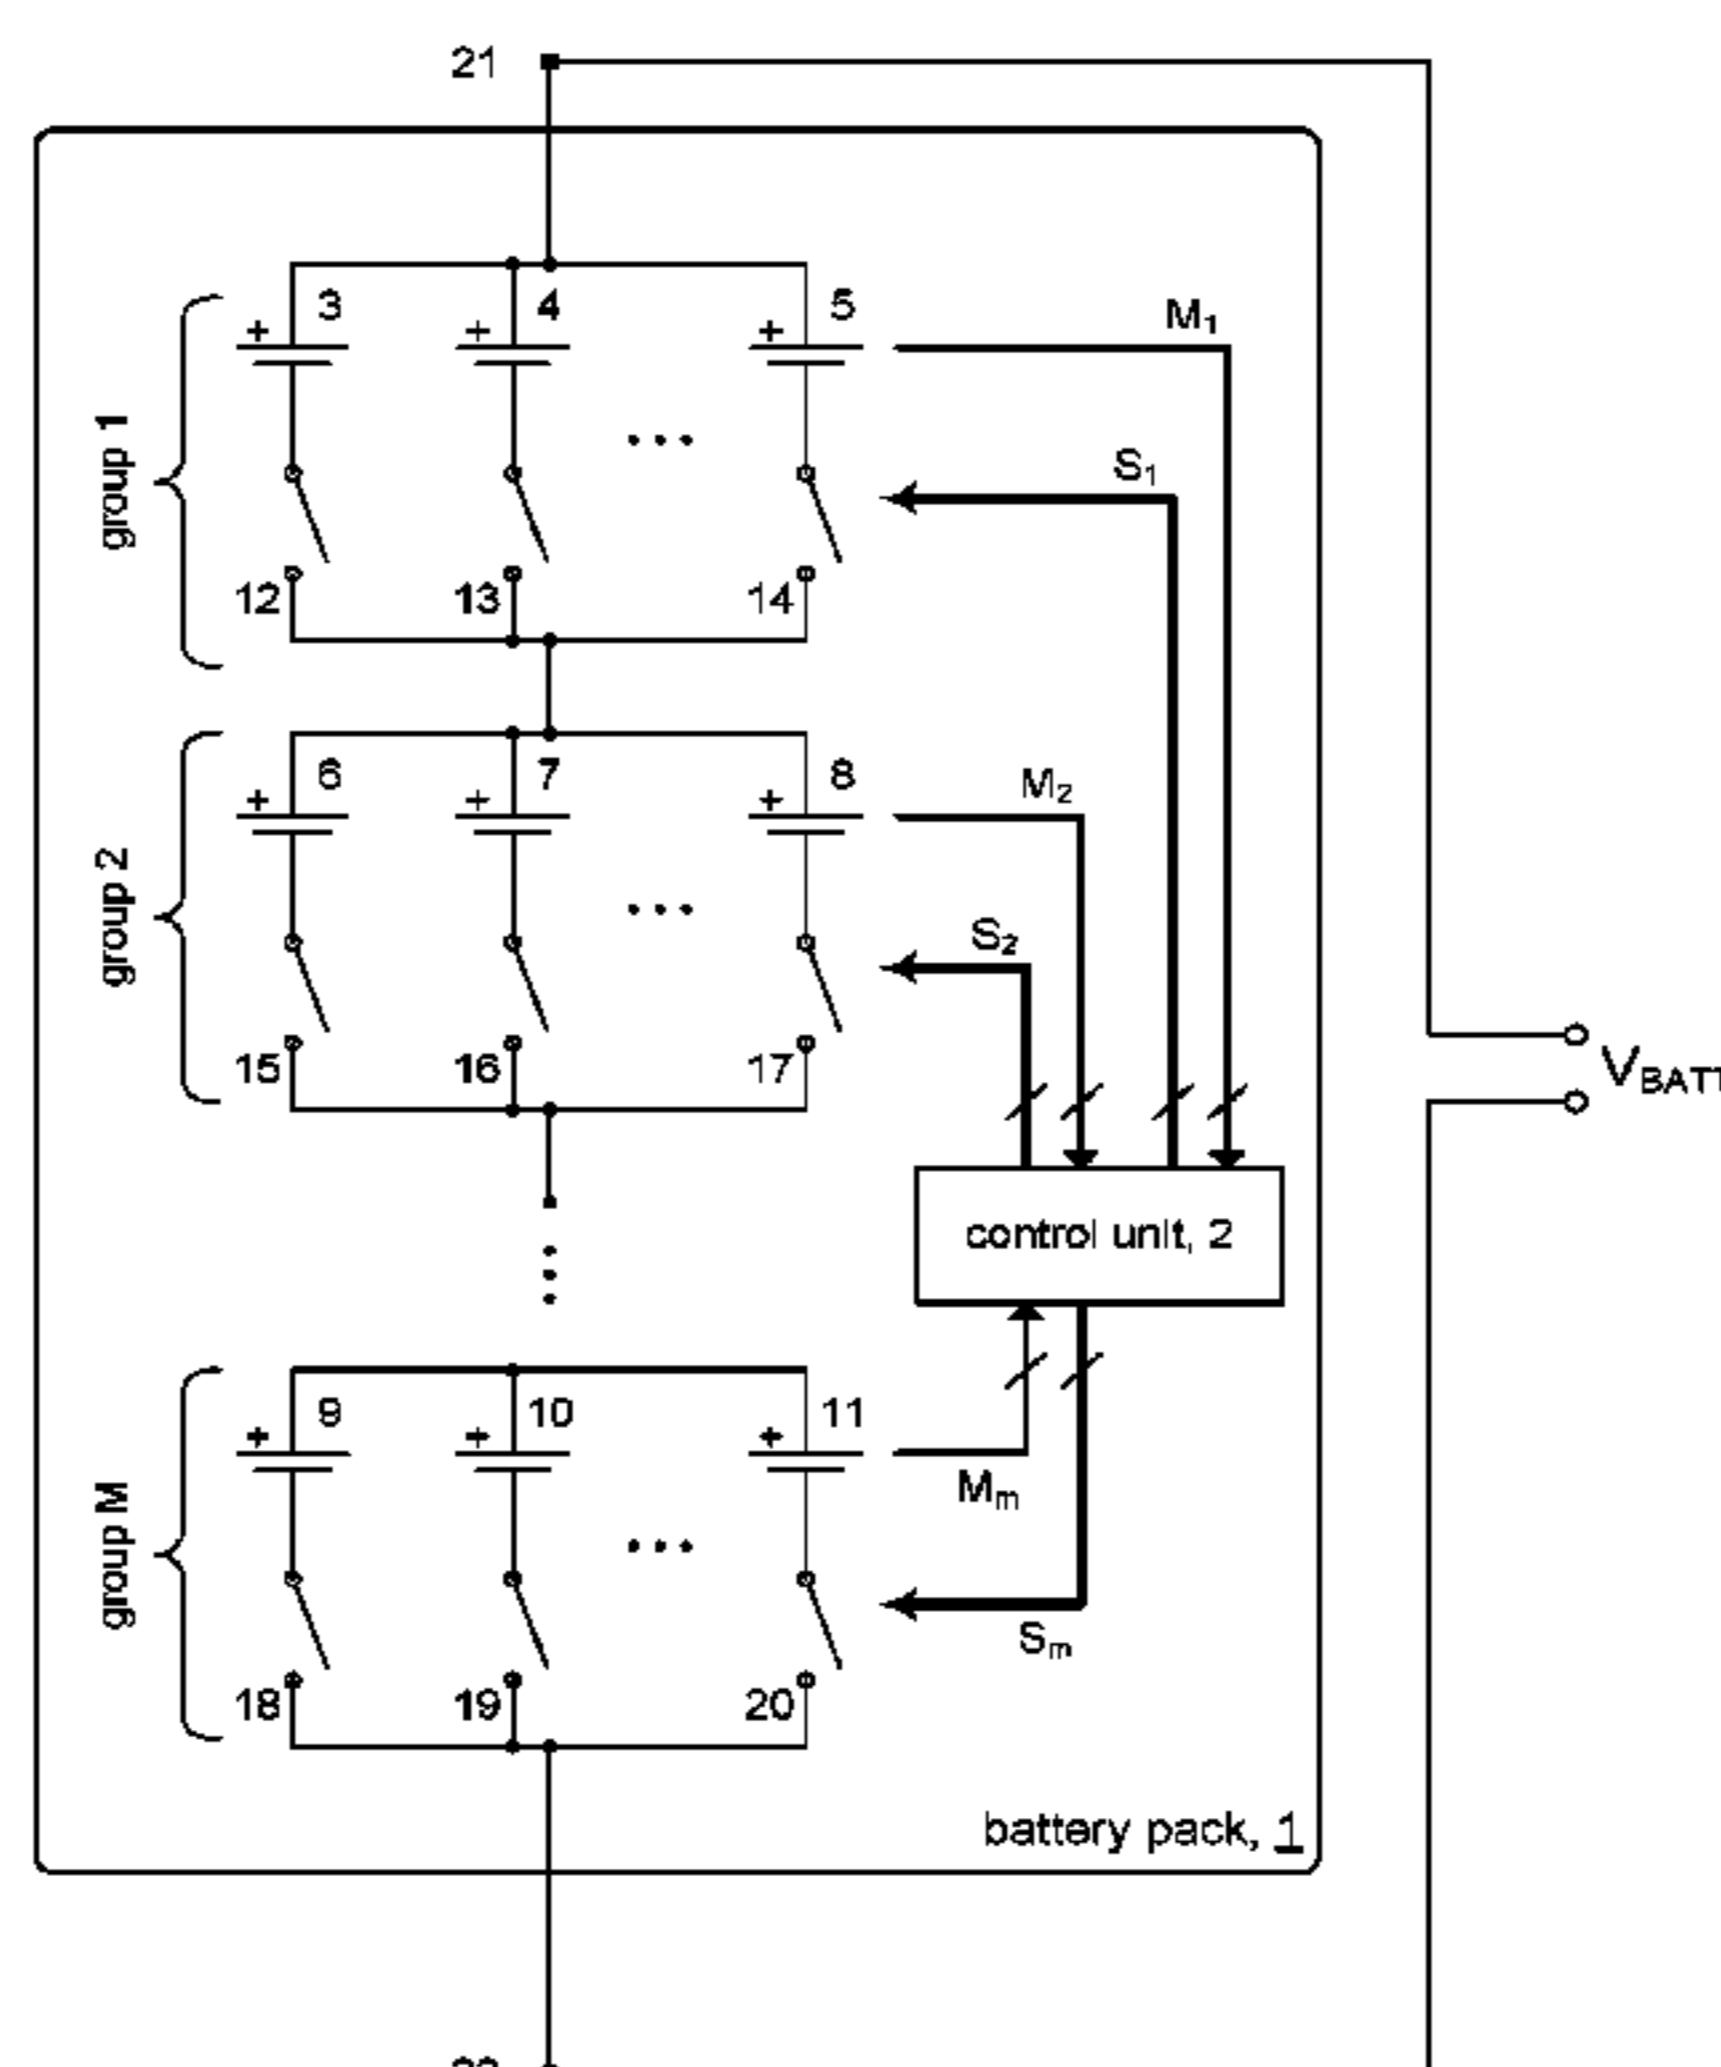 21
3 4 5
+ + +
M1
group 1
S1
12 13 14
6 7 8
+ + +
M2
group 2
S2
15 16 17
VBATT
control unit, 2
9 10 11
+ + +
Mm
group M
Sm
18 19 20
battery pack, 1